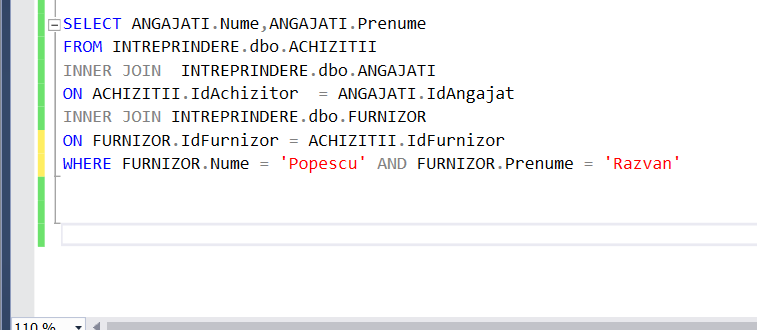 SELECT ANGAJATI.Nume,ANGAJATI.Prenume
FROM INTREPRINDERE.dbo.ACHIZITII
INNER JOIN  INTREPRINDERE.dbo.ANGAJATI
ON ACHIZITII.IdAchizitor  = ANGAJATI.IdAngajat
INNER JOIN INTREPRINDERE.dbo.FURNIZOR
ON FURNIZOR.IdFurnizor = ACHIZITII.IdFurnizor
WHERE FURNIZOR.Nume = 'Popescu' AND FURNIZOR.Prenume = 'Razvan'
110 %